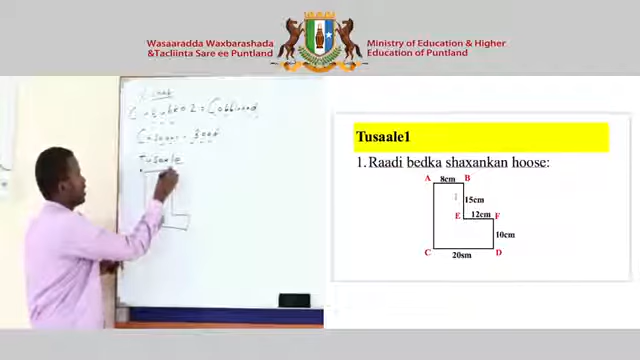 Wasaaradda Waxbarashada
&Tacliinta Sare ee Puntland
Ministry of Education & Higher
Education of Puntland
Tusaale
Tusaale1
1. Raadi bedka shaxankan hoose:
A 8cm B
15cm
E 12cm F
10cm
C 20sm D